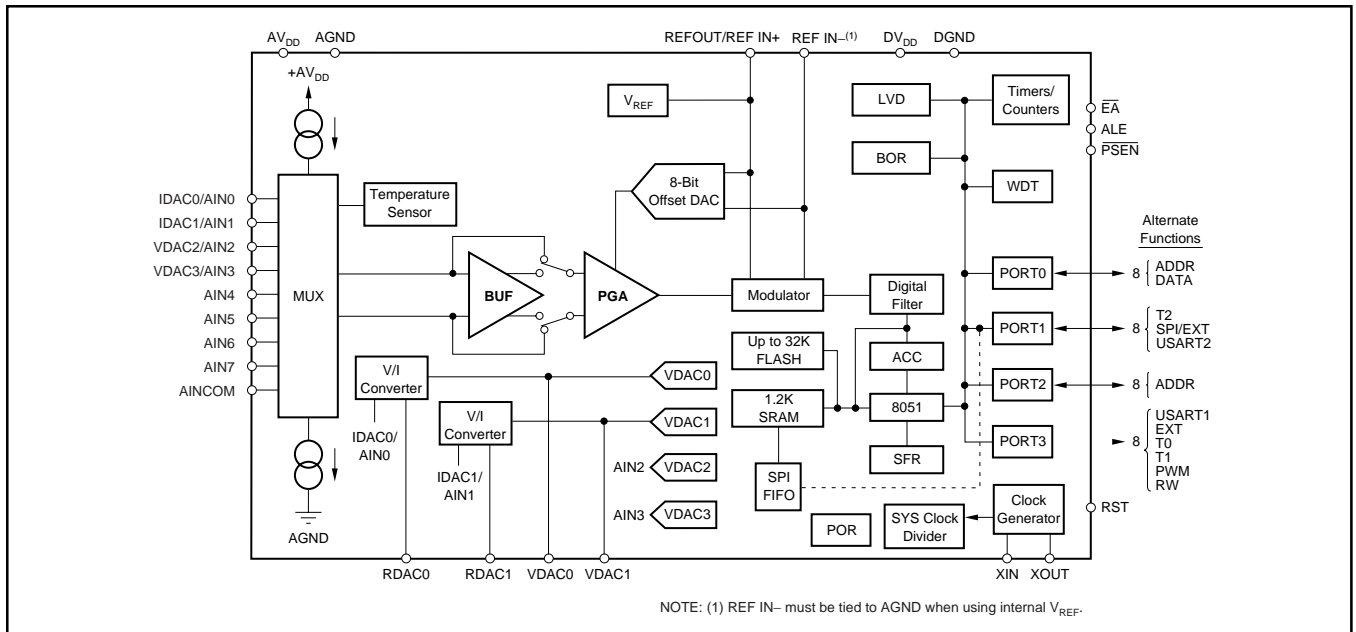 AVDD AGND REFOUT/REF IN+ REF IN–(1) DVDD DGND
+AVDD
VREF
LVD
Timers/
Counters
EA
ALE
PSEN
BOR
WDT
8-Bit
Offset DAC
Temperature
Sensor
IDAC0/AIN0
IDAC1/AIN1
VDAC2/AIN2
VDAC3/AIN3
AIN4
AIN5
AIN6
AIN7
AINCOM
MUX
BUF
PGA
Modulator
Digital
Filter
Alternate
Functions
PORT0
8
ADDR
DATA
PORT1
8
T2
SPI/EXT
USART2
PORT2
8
ADDR
PORT3
8
USART1
EXT
T0
T1
PWM
RW
Up to 32K
FLASH
ACC
1.2K
SRAM
8051
SFR
SPI
FIFO
V/I
Converter
IDAC0/
AIN0
V/I
Converter
IDAC1/
AIN1
VDAC0
VDAC1
AIN2 VDAC2
AIN3 VDAC3
AGND
POR
SYS Clock
Divider
Clock
Generator
RST
RDAC0 RDAC1 VDAC0 VDAC1 XIN XOUT
NOTE: (1) REF IN– must be tied to AGND when using internal VREF.